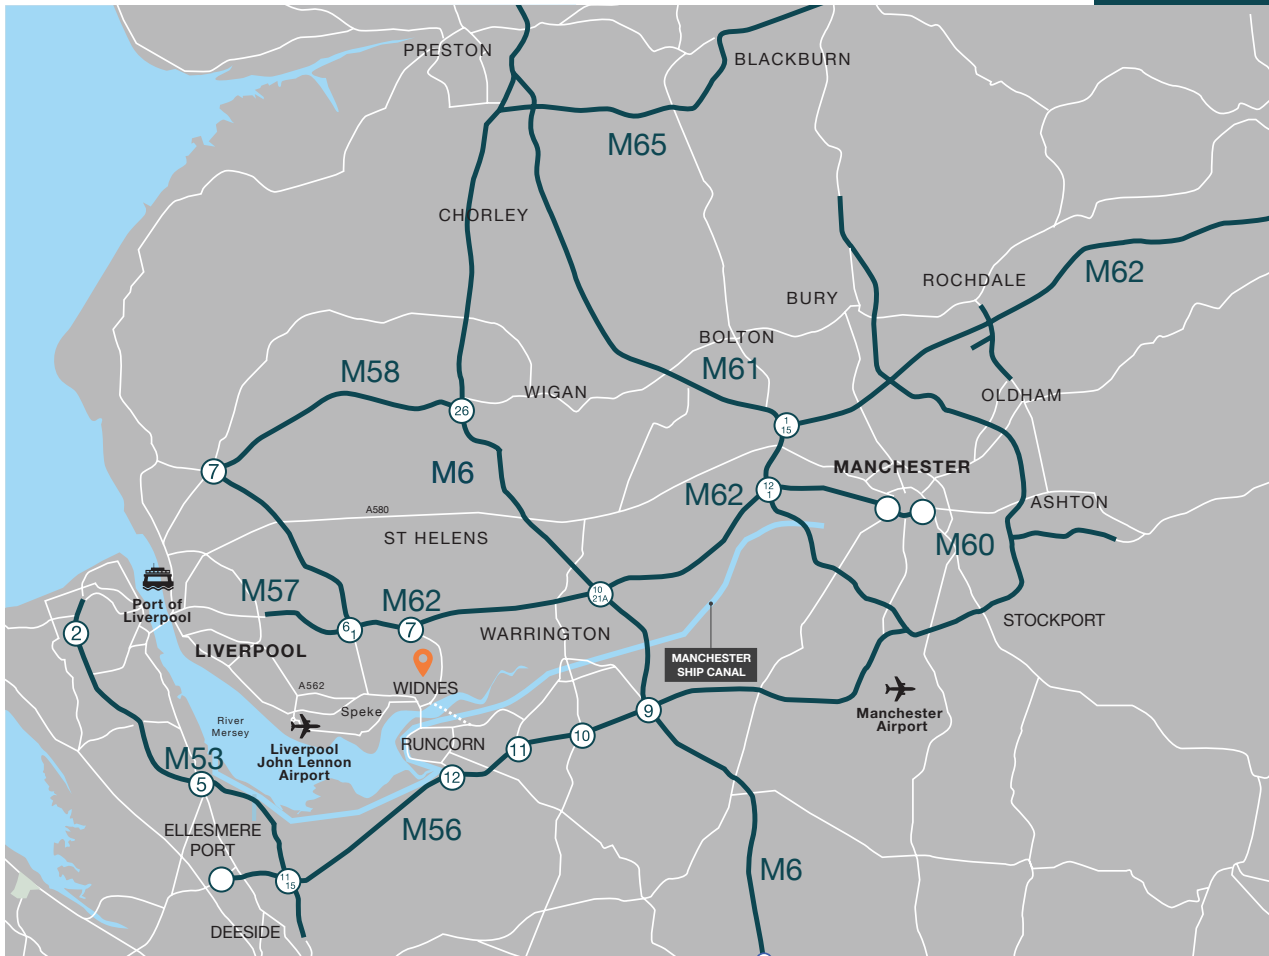 PRESTON
BLACKBURN
M65
CHORLEY
M62
ROCHDALE
BURY
BOLTON
M61
M58
WIGAN
OLDHAM
26
1
15
7
M6
MANCHESTER
M62
12
1
ASHTON
A580
ST HELENS
M60
Port of
Liverpool
M57
M62
10
21A
2
6
1
7
WARRINGTON
STOCKPORT
LIVERPOOL
MANCHESTER
SHIP CANAL
WIDNES
A562
Speke
9
Manchester
Airport
River
Mersey
Liverpool
John Lennon
Airport
RUNCORN
11
10
M53
5
12
ELLESMERE
PORT
M56
11
15
M6
DEESIDE